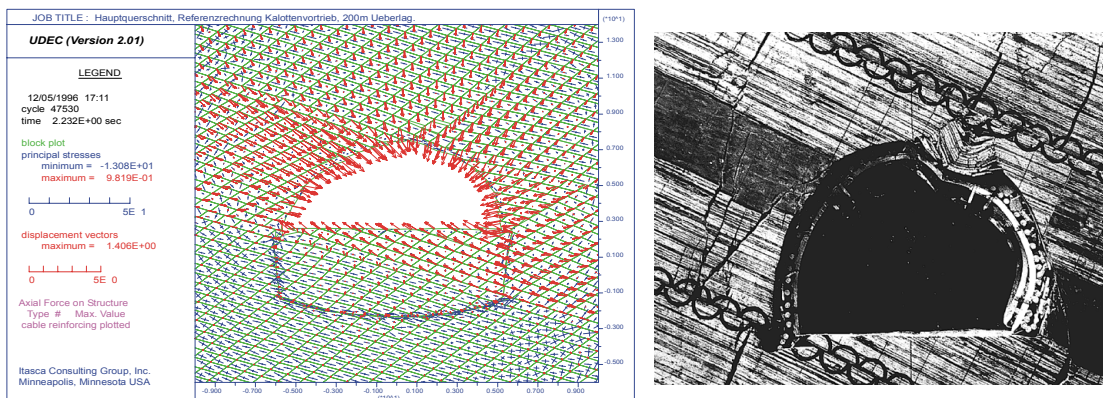 JOB TITLE : Hauptquerschnitt, Referenzrechnung Kalottenvortrieb, 200m Ueberlag.
(*10^1)
UDEC (Version 2.01)
LEGEND
12/05/1996 17:11
cycle 47530
time 2.232E+00 sec
block plot
principal stresses
minimum = -1.308E+01
maximum = 9.819E-01
0 5E 1
displacement vectors
maximum = 1.406E+00
0 5E 0
Axial Force on Structure
Type # Max. Value
cable reinforcing plotted
Itasca Consulting Group, Inc.
Minneapolis, Minnesota USA
1.300
1.100
0.900
0.700
0.500
0.300
0.100
-0.100
-0.300
-0.500
-0.900 -0.700 -0.500 -0.300 -0.100 0.100 0.300 0.500 0.700 0.900
(*10^1)